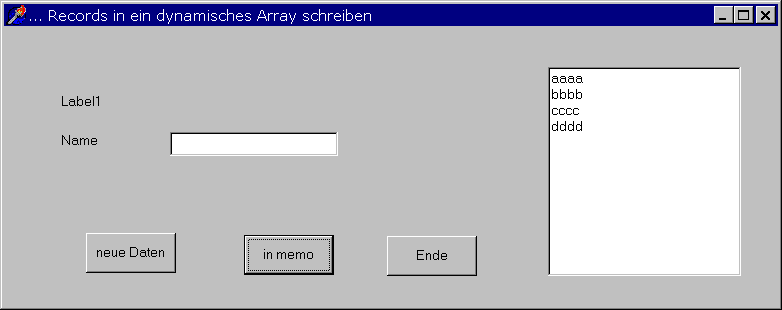 ... Records in ein dynamisches Array schreiben
Label1
Name
neue Daten
in memo
Ende
aaaa
bbbb
cccc
dddd